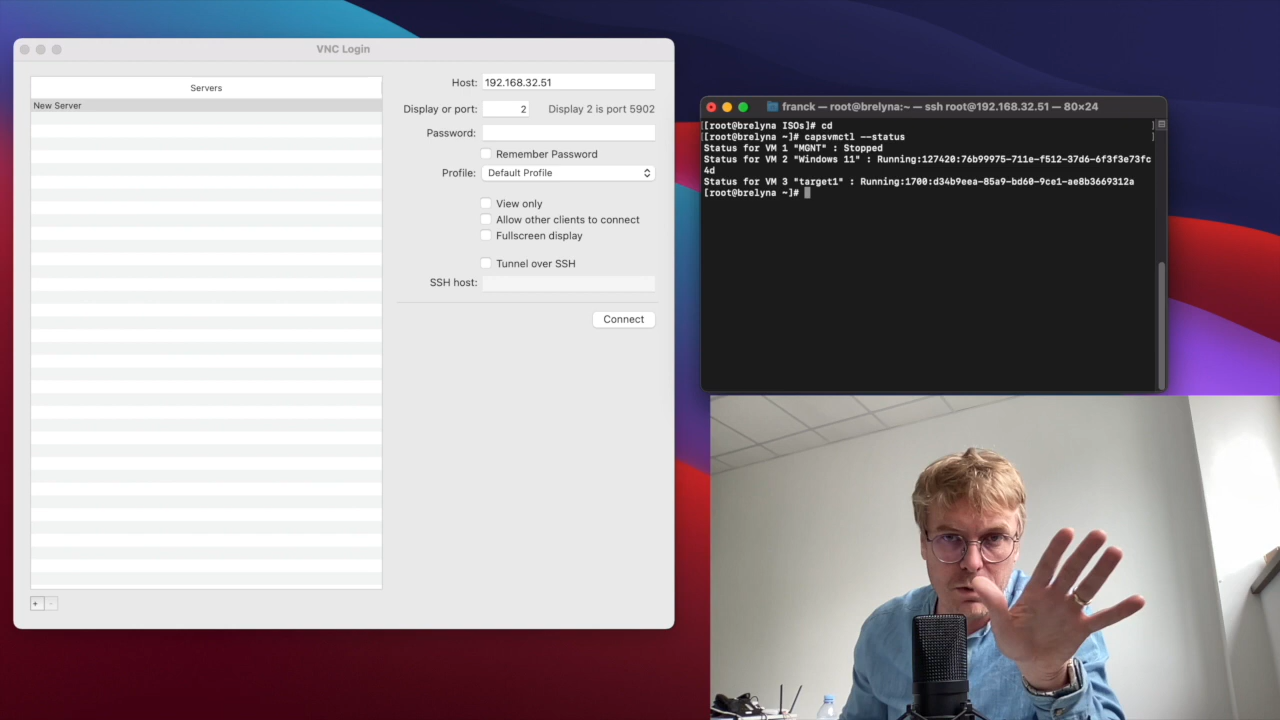 VNC Login
Servers
New Server
+ -
Host: 192.168.32.51
Display or port: 2 Display 2 is port 5902
Password:
Remember Password
Profile: Default Profile
View only
Allow other clients to connect
Fullscreen display
Tunnel over SSH
SSH host:
Connect
franck — root@brelyna:~ — ssh root@192.168.32.51 — 80×24
[[root@brelyna ISOs]# cd ]
[[root@brelyna ~]# capsvmctl --status ]
Status for VM 1 "MGNT" : Stopped
Status for VM 2 "Windows 11" : Running:127420:76b99975-711e-f512-37d6-6f3f3e73fc
4d
Status for VM 3 "target1" : Running:1700:d34b9eea-85a9-bd60-9ce1-ae8b3669312a
[root@brelyna ~]#